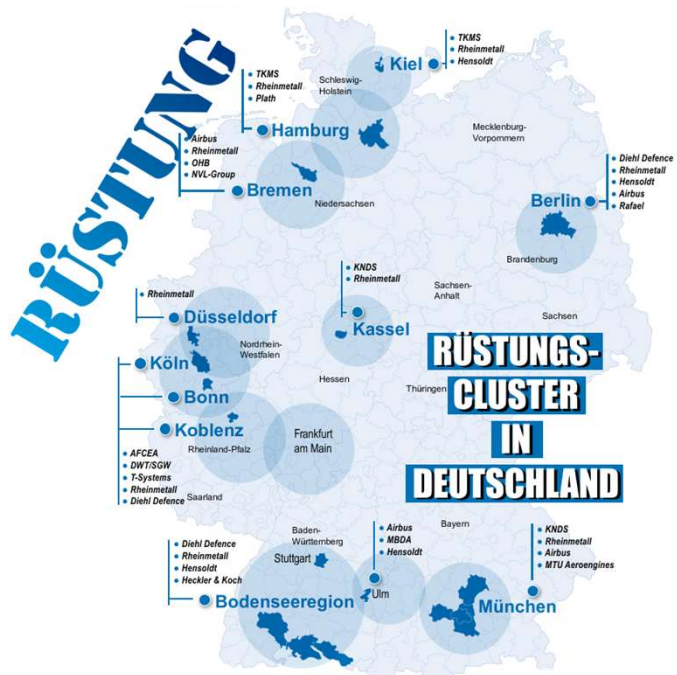 RÜSTUNG
Kiel
TKMS
Rheinmetall
Hensoldt
Schleswig-
Holstein
TKMS
Rheinmetall
Plath
Hamburg
Mecklenburg-
Vorpommern
Airbus
Rheinmetall
OHB
NVL-Group
Bremen
Niedersachsen
Diehl Defence
Rheinmetall
Hensoldt
Airbus
Rafael
Berlin
Brandenburg
KNDS
Rheinmetall
Kassel
Sachsen-
Anhalt
Sachsen
Rheinmetall
Düsseldorf
Nordrhein-
Westfalen
Köln
Bonn
Koblenz
Hessen
Thüringen
RÜSTUNGS-
CLUSTER
IN
DEUTSCHLAND
Frankfurt
am Main
Rheinland-Pfalz
AFCEA
DWT/SGW
T-Systems
Rheinmetall
Diehl Defence
Saarland
Baden-
Württemberg
Stuttgart
Diehl Defence
Rheinmetall
Hensoldt
Heckler & Koch
Bodenseeregion
Airbus
MBDA
Hensoldt
Ulm
Bayern
KNDS
Rheinmetall
Airbus
MTU Aeroengines
München